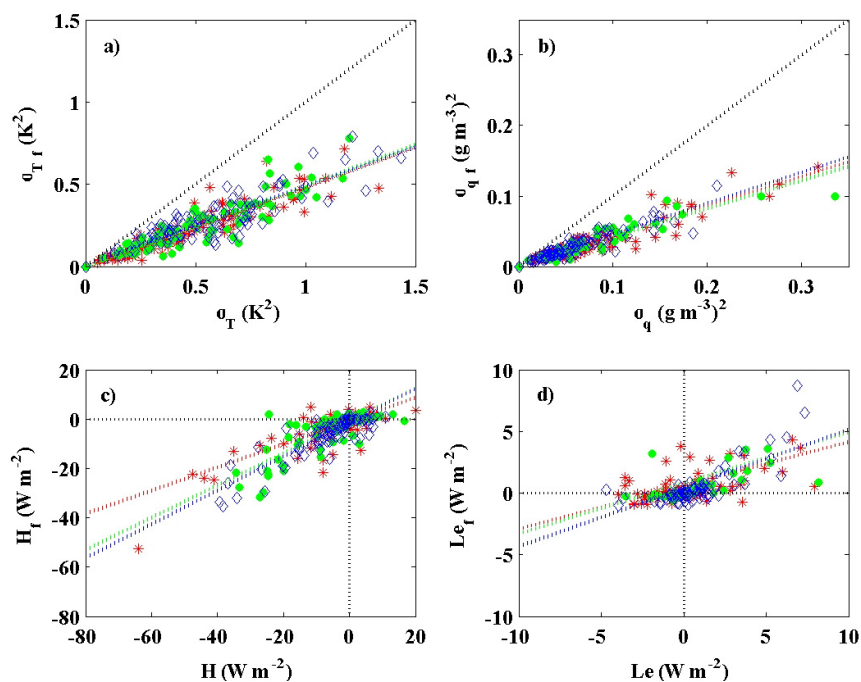 1.5
a)
1
0.5
0
σT f (K²)
0 0.5 1 1.5
σT (K²)
b)
0.3
0.2
0.1
0
σq f (g m⁻³)²
0 0.1 0.2 0.3
σq (g m⁻³)²
20
c)
0
-20
-40
-60
-80
Hf (W m⁻²)
-80 -60 -40 -20 0 20
H (W m⁻²)
10
d)
5
0
-5
-10
Lef (W m⁻²)
-10 -5 0 5 10
Le (W m⁻²)